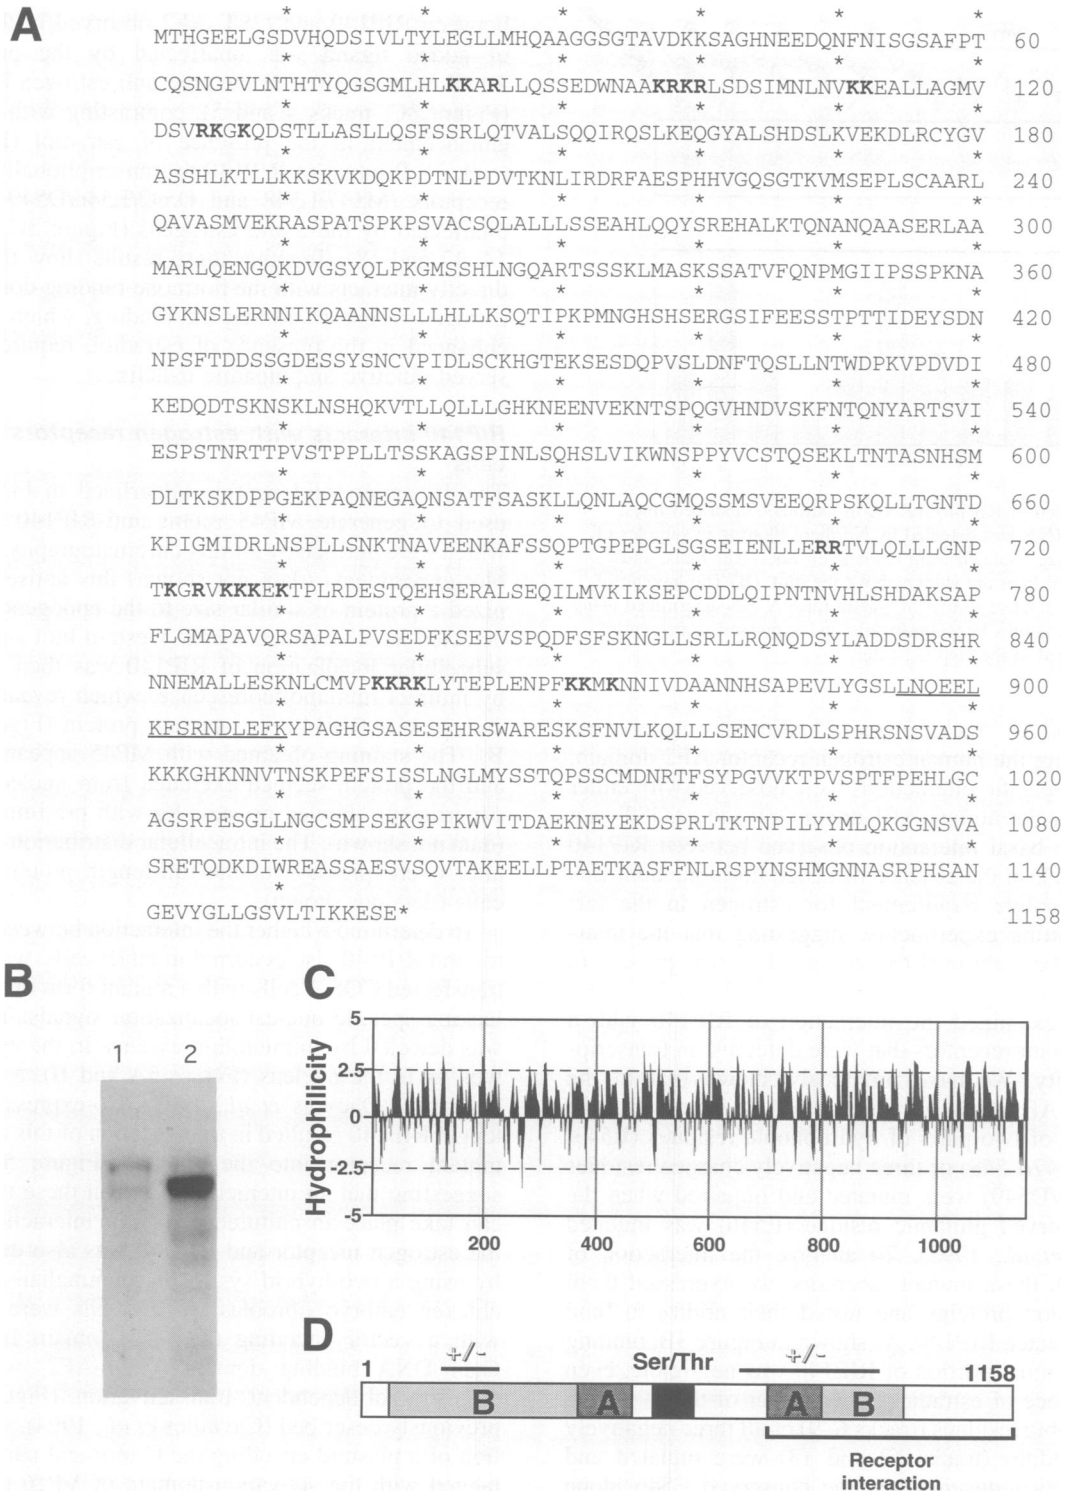 A
MTHGEELGSDVHQDSIVLTYLEGLLMHQAAGGSGTAVDKKSAGHNEEDQNFNISGSAFPT 60
CQSNGPVLNTHTYQGSGMLHLKKARLLQSSEDWNAAKRKRLSDSIMNLNVKKEALLAGMV 120
DSVRKGKQDSTLLASLLQSFSSRLQTVALSQQIRQSLKEQGYALSHDSLKVEKDLRCYGV 180
ASSHLKTLLKKSKVKDQKPDTNLPDVTKNLIRDRFAESPHHVGQSGTKVMSEPLSCAARL 240
QAVASMVEKRASPATSPKPSVACSQLALLLSSEAHLQQYSREHALKTQNANQAASERLAA 300
MARLQENGQKDVGSYQLPKGMSSHLNGQARTSSSKLMASKSSATVFQNPMGIIPSSPKNA 360
GYKNSLERNNIKQAANNSLLLHLLKSQTIPKPMNGHSHSERGSIFEESSTPTTIDEYSDN 420
NPSFTDDSSGDESSYSNCVPIDLSCKHGTEKSESDQPVSLDNFTQSLLNTWDPKVPDVDI 480
KEDQDTSKNSKLNSHQKVTLLQLLLGHKNEENVEKNTSPQGVHNDVSKFNTQNYARTSVI 540
ESPSTNRTTPVSTPPLLTSSKAGSPINLSQHSLVIKWNSPPYVCSTQSEKLTNTASNHSM 600
DLTKSKDPPGEKPAQNEGAQNSATFSASKLLQNLAQCGMQSSMSVEEQRPSKQLLTGNTD 660
KPIGMIDRLNSPLLSNKTNAVEENKAFSSQPTGPEPGLSGSEIENLLERRTVLQLLLGNP 720
TKGRVKKKEKTPLRDESTQEHSERALSEQILMVKIKSEPCDDLQIPNTNVHLSHDAKSAP 780
FLGMAPAVQRSAPALPVSEDFKSEPVSPQDFSFSKNGLLSRLLRQNQDSYLADDSDRSHR 840
NNEMALLESKNLCMVPKKRKLYTEPLENPFKKMKNNIVDAANNHSAPEVLYGSLLNQEEL 900
KFSRNDLEFKYPAGHGSASESEHRSWARESKSFNVLKQLLLSENCVRDLSPHRSNSVADS 960
KKKGHKNNVTNSKPEFSISSLNGLMYSSTQPSSCMDNRTFSYPGVVKTPVSPTFPEHLGC 1020
AGSRPESGLLNGCSMPSEKGPIKWVITDAEKNEYEKDSPRLTKTNPILYYMLQKGGNSVA 1080
SRETQDKDIWREASSAESVSQVTAKEELLPTAETKASFFNLRSPYNSHMGNNASRPHSAN 1140
GEVYGLLGSVLTIKKESE* 1158
B
1 2
C
Hydrophilicity
5
2.5
0
-2.5
-5
200 400 600 800 1000
D
1 +/- Ser/Thr +/- 1158
B A A B
Receptor
interaction